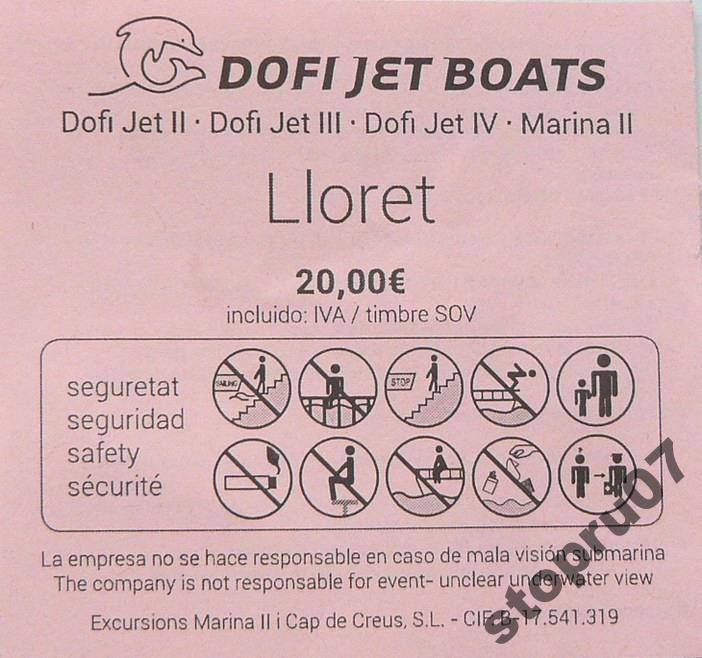 DOFI JET BOATS
Dofi Jet II · Dofi Jet III · Dofi Jet IV · Marina II
Lloret
20,00€
incluido: IVA / timbre SOV
seguretat
seguridad
safety
sécurité
SAILING
STOP
La empresa no se hace responsable en caso de mala visión submarina
The company is not responsible for event- unclear underwater view
Excursions Marina II i Cap de Creus, S.L. - CIF. B-17.541.319
stopru07